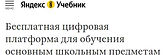 Яндекс Учебник
Бесплатная цифровая
платформа для обучения
основным школьным предметам